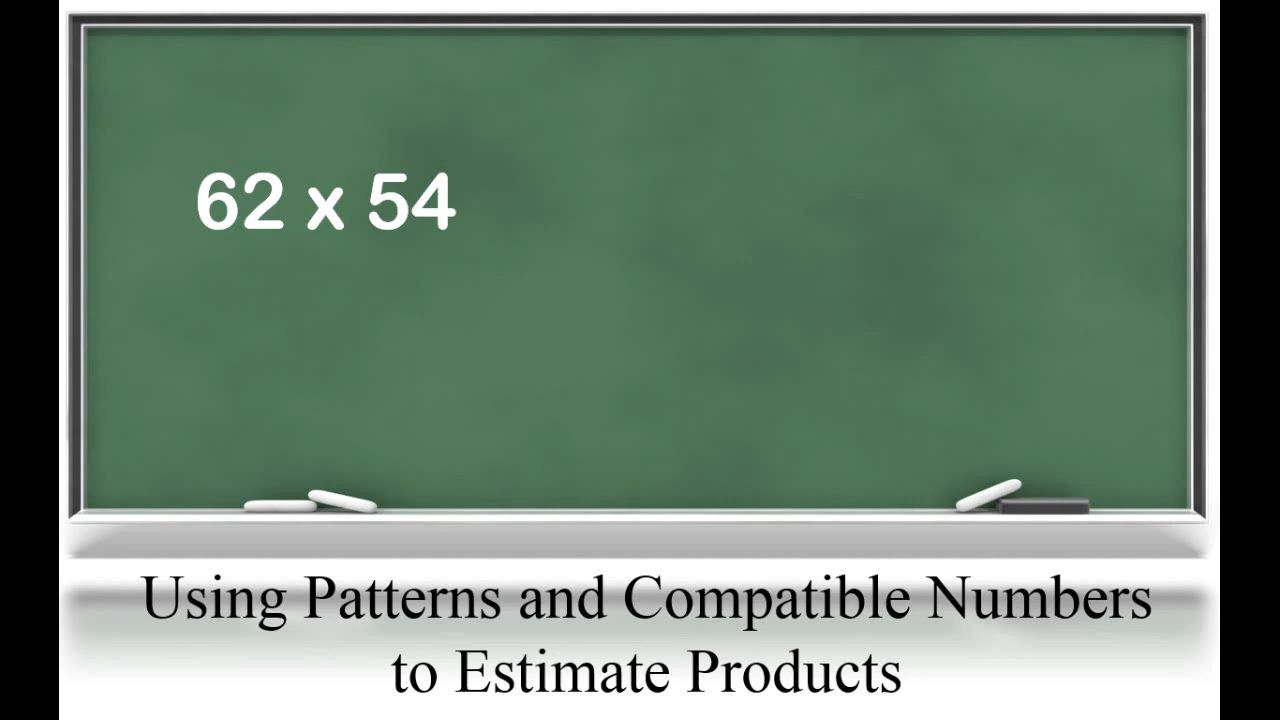 62 x 54
Using Patterns and Compatible Numbers
to Estimate Products